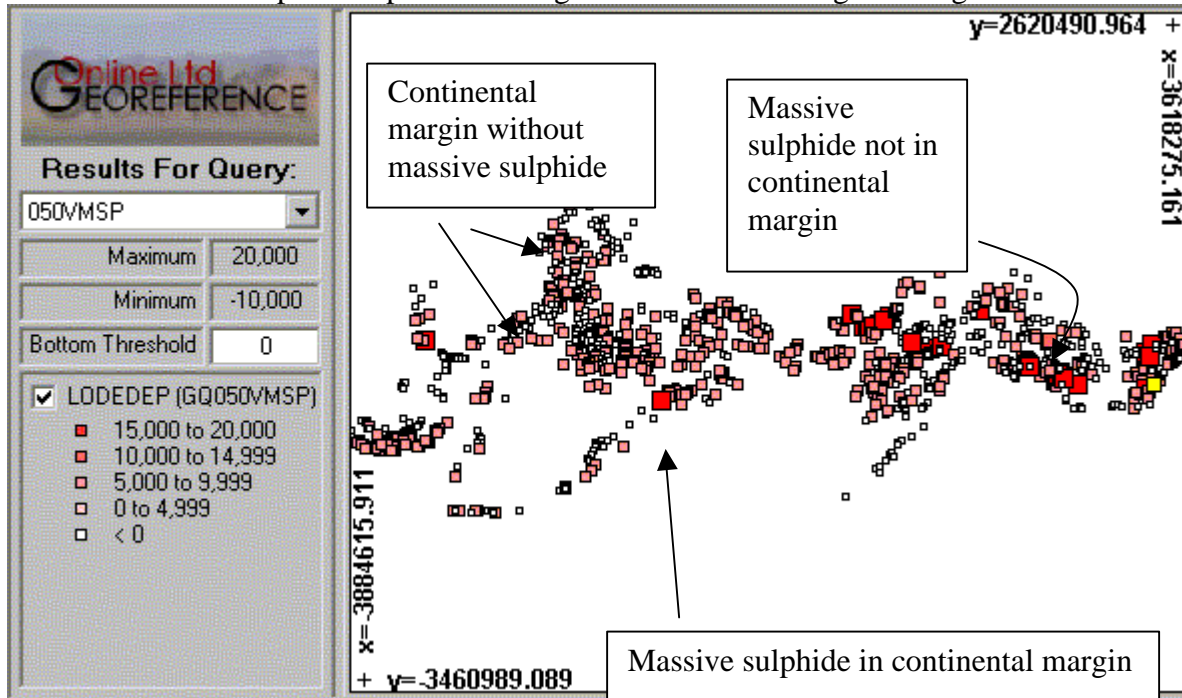 Online Ltd
GEOREFERENCE
Results For Query:
050VMSP
Maximum 20,000
Minimum -10,000
Bottom Threshold 0
LODEDEP (GQ050VMSP)
15,000 to 20,000
10,000 to 14,999
5,000 to 9,999
0 to 4,999
< 0
y=2620490.964 +
x=3618275.161
Continental
margin without
massive sulphide
Massive
sulphide not in
continental
margin
x=-3884615.911
+ y=-3460989.089
Massive sulphide in continental margin